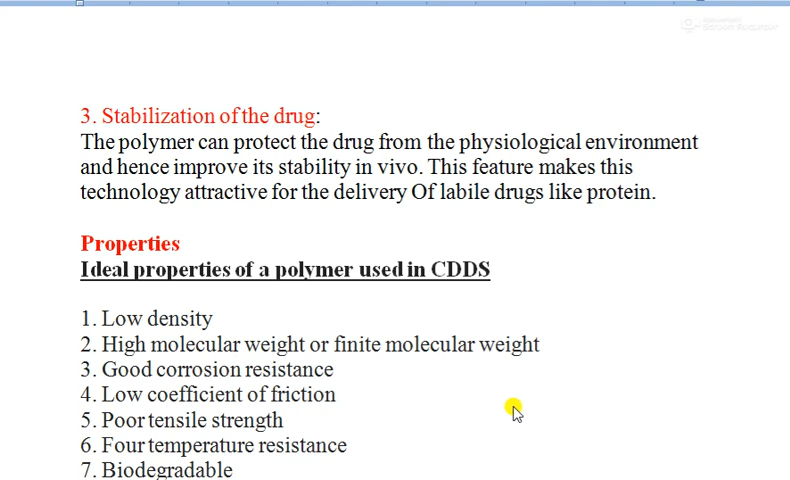 3. Stabilization of the drug:
The polymer can protect the drug from the physiological environment
and hence improve its stability in vivo. This feature makes this
technology attractive for the delivery Of labile drugs like protein.
Properties
Ideal properties of a polymer used in CDDS
1. Low density
2. High molecular weight or finite molecular weight
3. Good corrosion resistance
4. Low coefficient of friction
5. Poor tensile strength
6. Four temperature resistance
7. Biodegradable